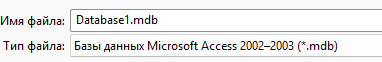 Имя файла: Database1.mdb
Тип файла: Базы данных Microsoft Access 2002–2003 (*.mdb)